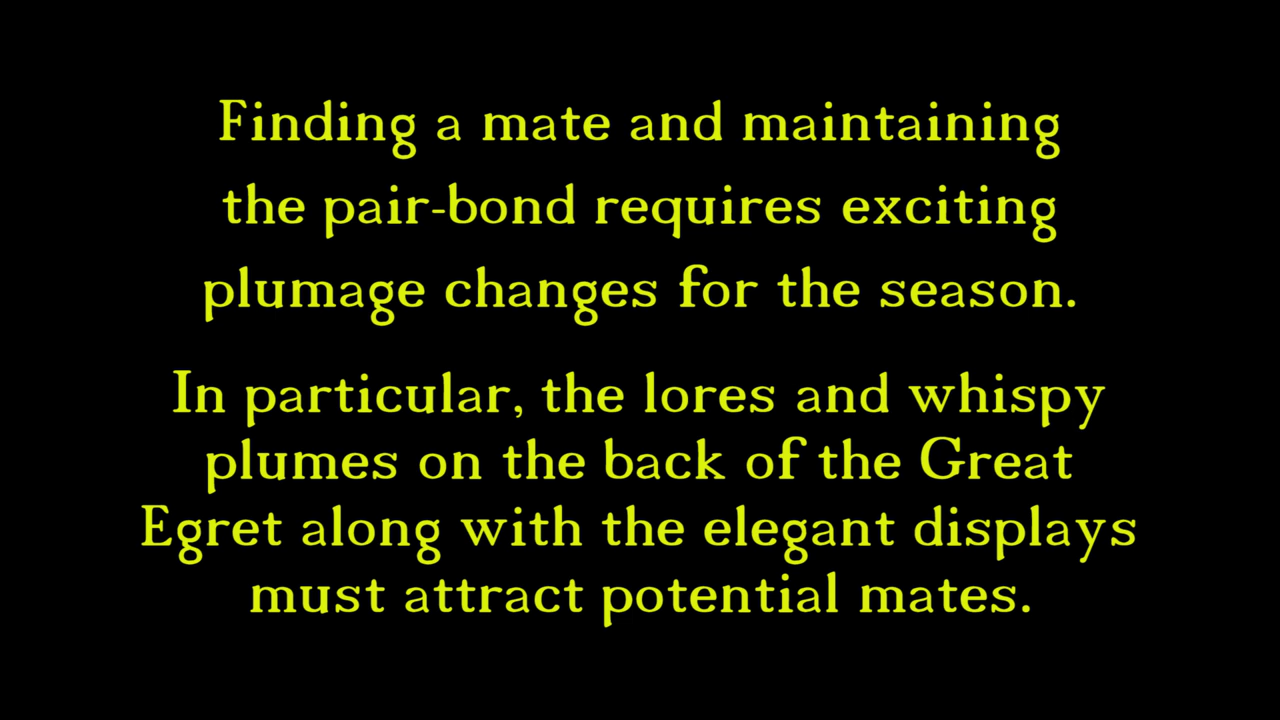 Finding a mate and maintaining
the pair-bond requires exciting
plumage changes for the season.
In particular, the lores and whispy
plumes on the back of the Great
Egret along with the elegant displays
must attract potential mates.